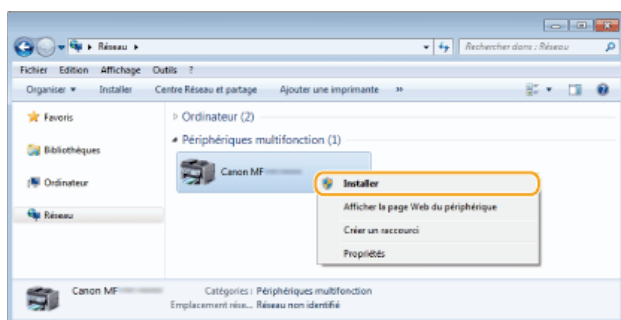 Réseau
Rechercher dans : Réseau
Fichier Edition Affichage Outils ?
Organiser Installer Centre Réseau et partage Ajouter une imprimante »
Favoris
Bibliothèques
Ordinateur
Réseau
Ordinateur (2)
Périphériques multifonction (1)
Canon MF
Installer
Afficher la page Web du périphérique
Créer un raccourci
Propriétés
Canon MF
Catégories : Périphériques multifonction
Emplacement rése... Réseau non identifié